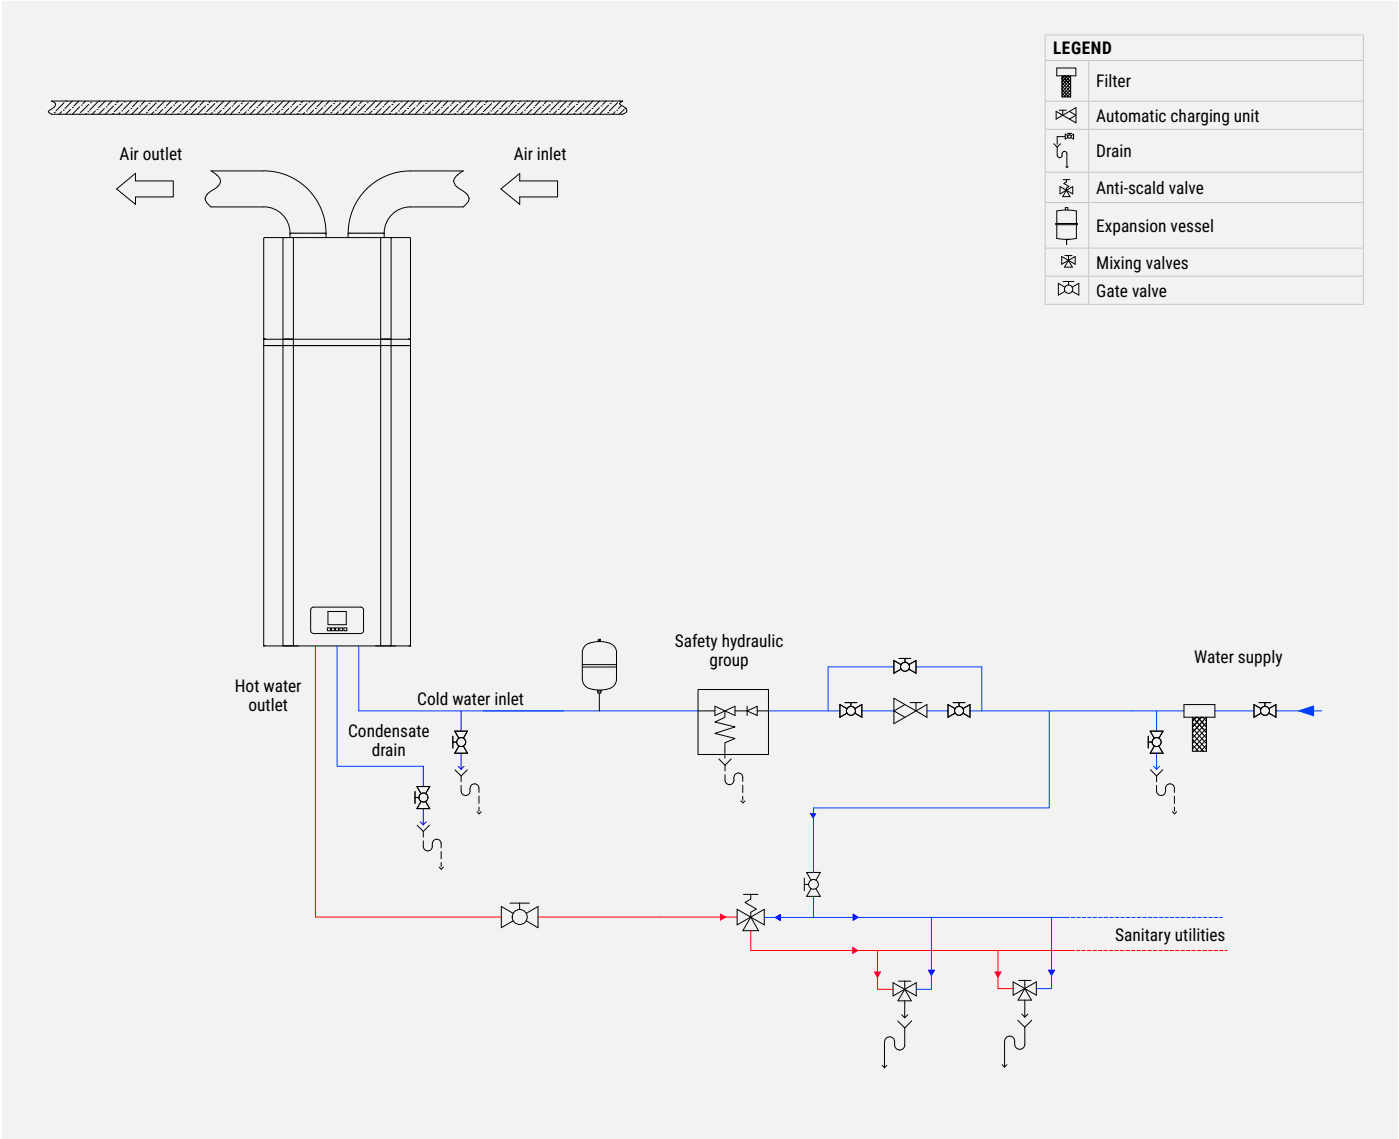 LEGEND
Filter
Automatic charging unit
Drain
Anti-scald valve
Expansion vessel
Mixing valves
Gate valve
Air outlet
Air inlet
Safety hydraulic
group
Water supply
Hot water
outlet
Cold water inlet
Condensate
drain
Sanitary utilities